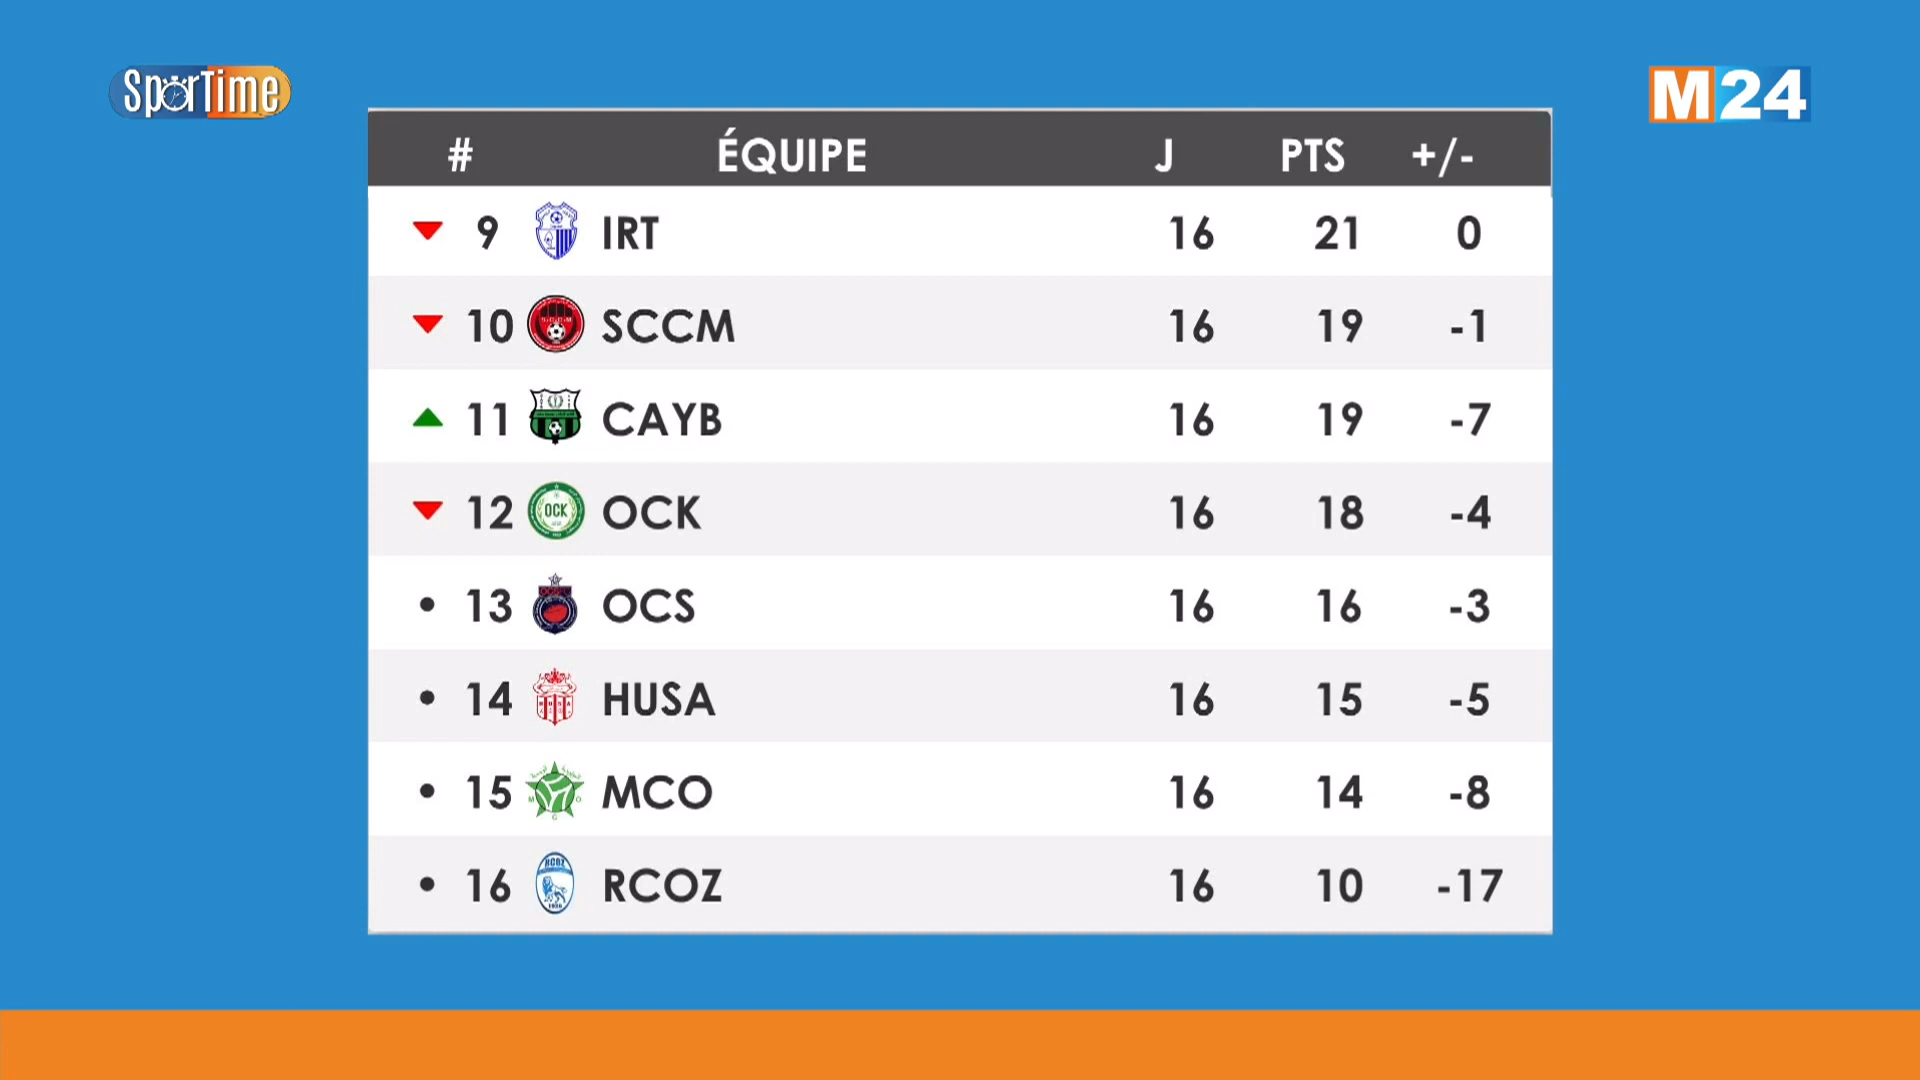 SporTime
M24
# ÉQUIPE J PTS +/-
9 IRT 16 21 0
10 SCCM 16 19 -1
11 CAYB 16 19 -7
12 OCK OCK 16 18 -4
13 OCS 16 16 -3
14 HUSA 16 15 -5
15 MCO 16 14 -8
16 RCOZ RCOZ 16 10 -17